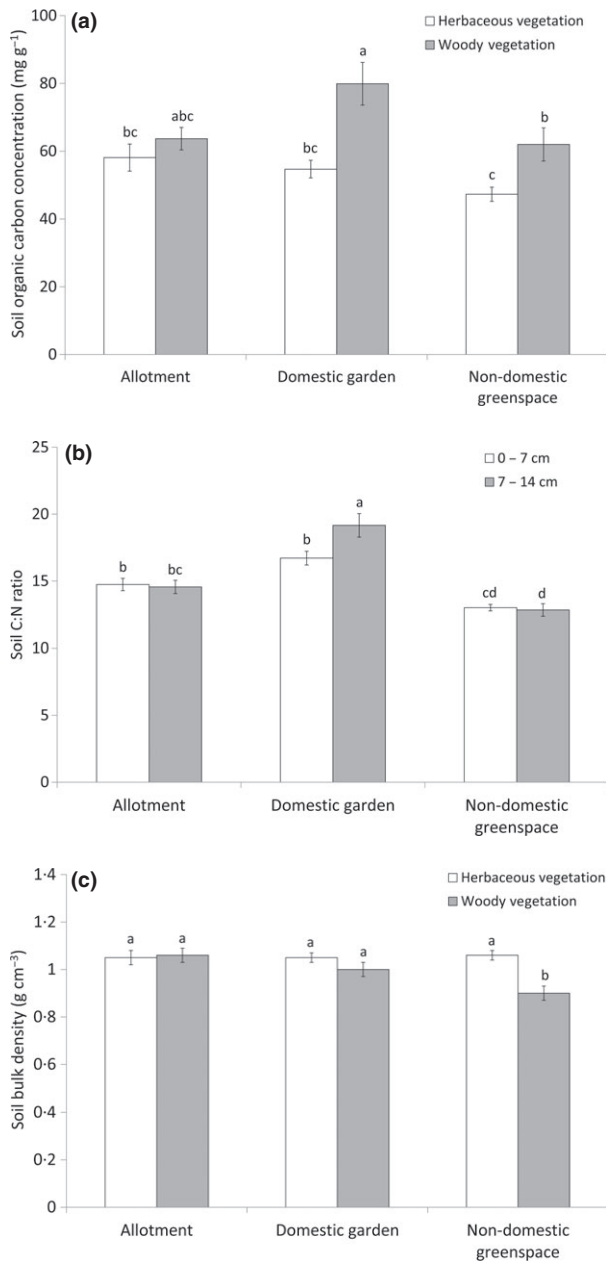 (a)
Herbaceous vegetation
Woody vegetation
Soil organic carbon concentration (mg g⁻¹)
100
80
60
40
20
0
bc
abc
bc
a
c
b
Allotment
Domestic garden
Non-domestic
greenspace
(b)
0 – 7 cm
7 – 14 cm
Soil C:N ratio
25
20
15
10
5
0
b
bc
b
a
cd
d
Allotment
Domestic garden
Non-domestic
greenspace
(c)
Herbaceous vegetation
Woody vegetation
Soil bulk density (g cm⁻³)
1·4
1·2
1
0·8
0·6
0·4
0·2
0
a
a
a
a
a
b
Allotment
Domestic garden
Non-domestic
greenspace